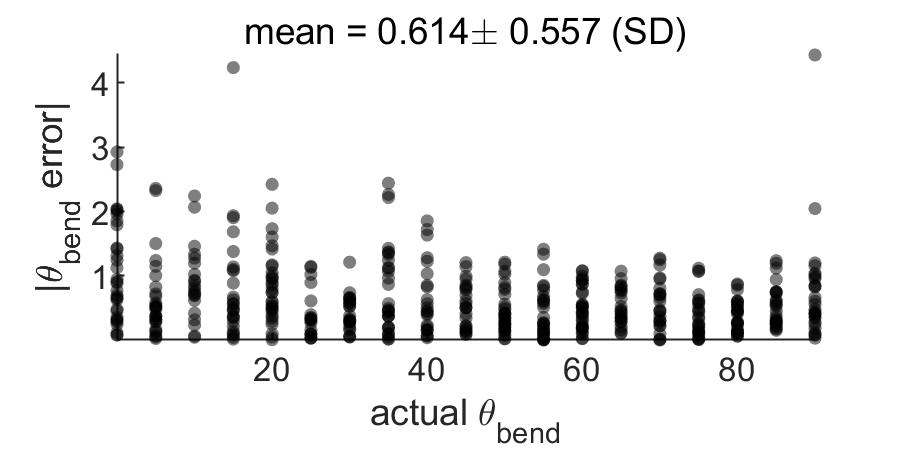 mean = 0.614± 0.557 (SD)
|θbend error|
4
3
2
1
20 40 60 80
actual θbend